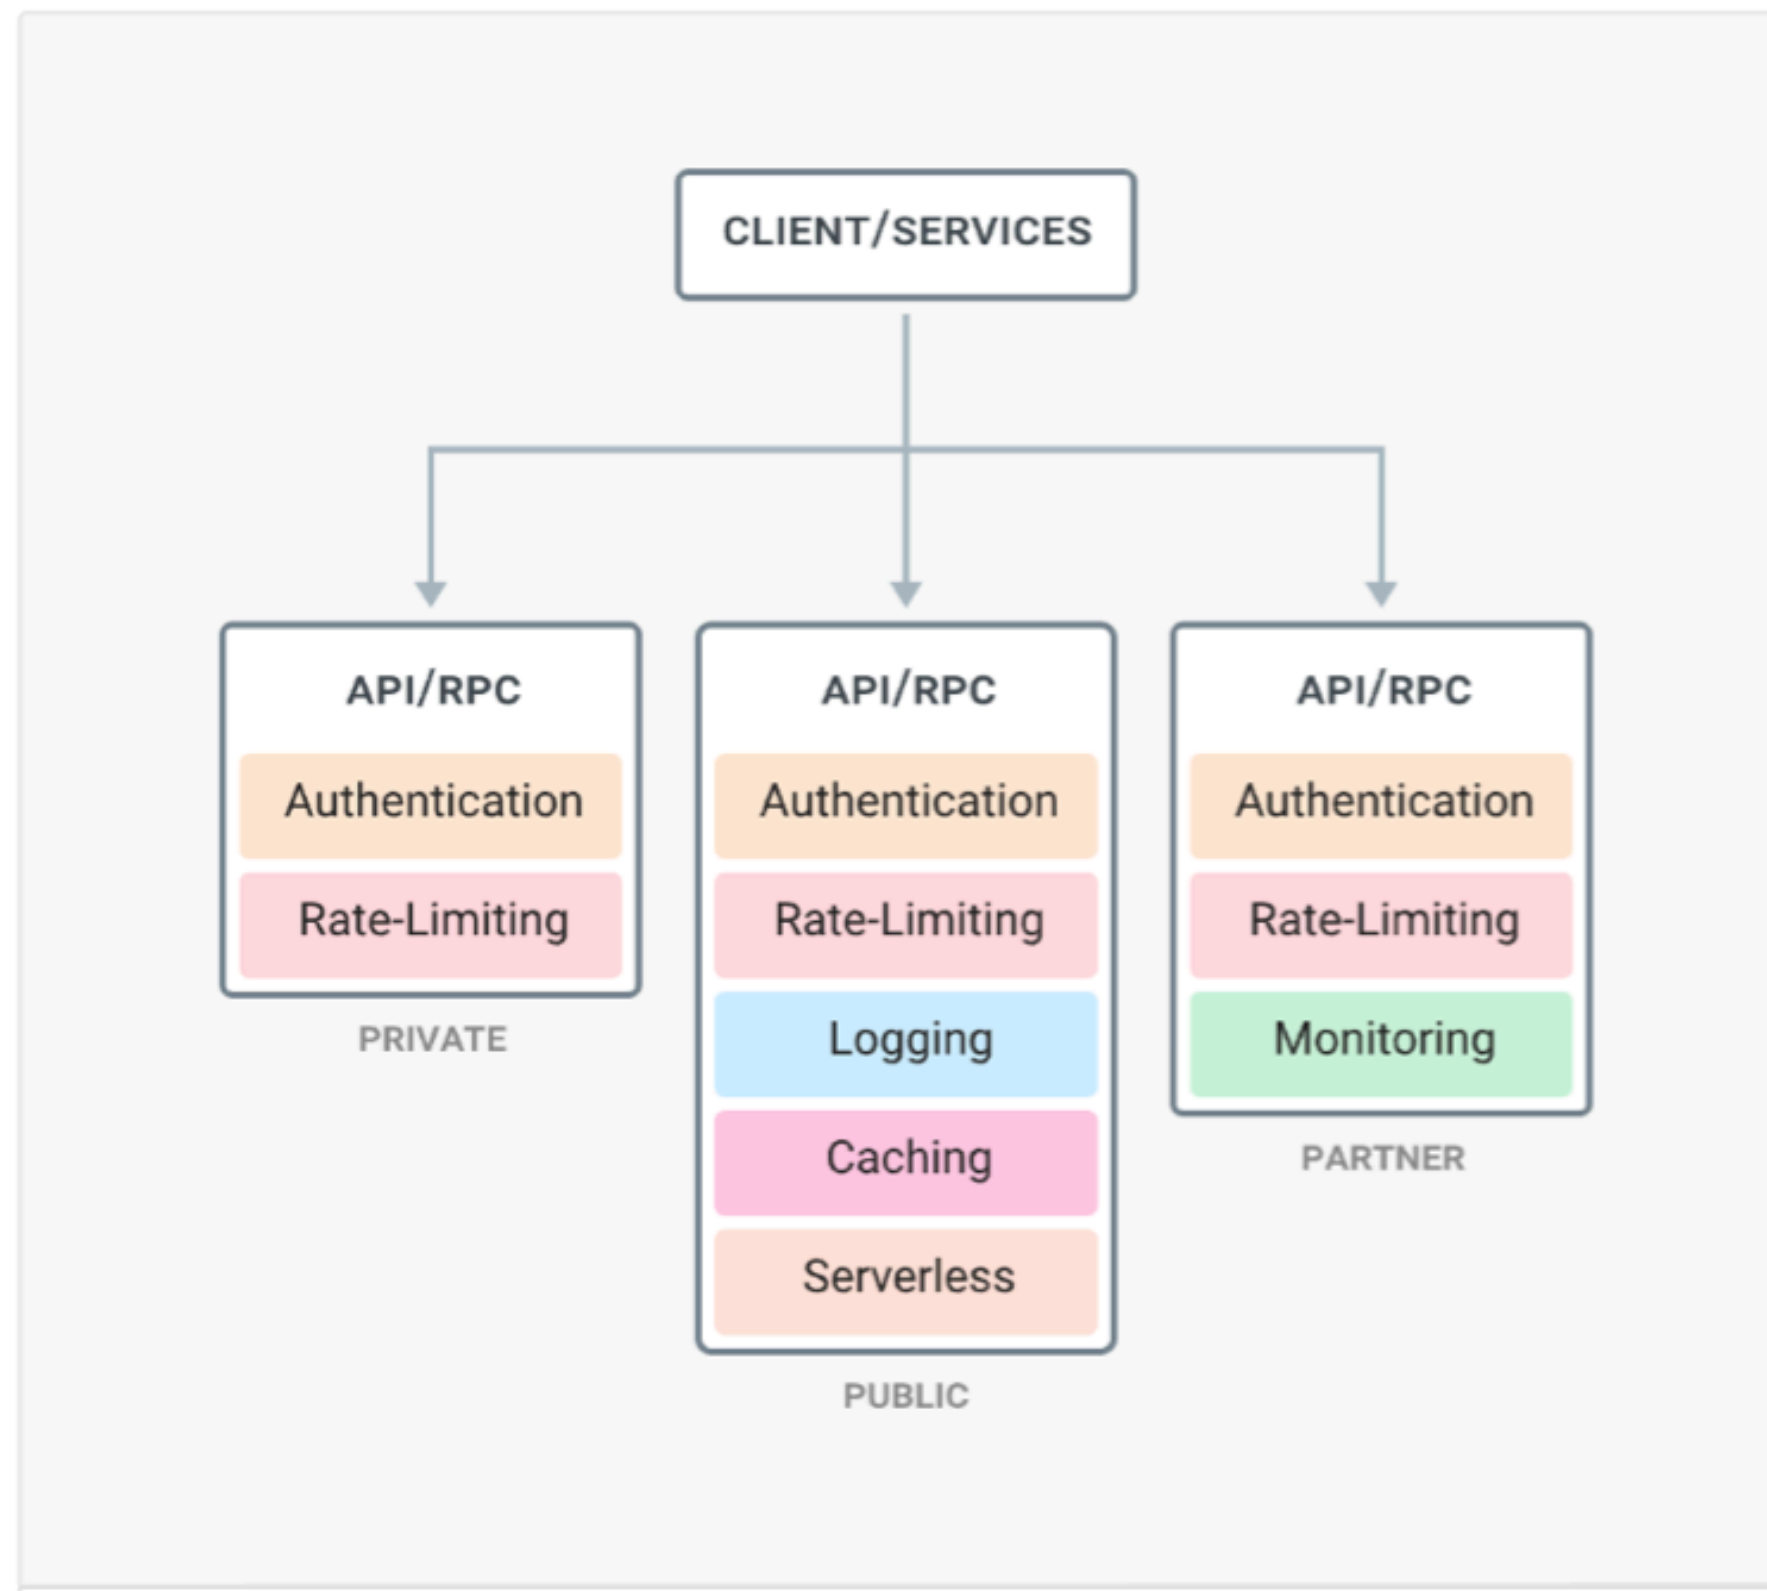 CLIENT/SERVICES
API/RPC
Authentication
Rate-Limiting
PRIVATE
API/RPC
Authentication
Rate-Limiting
Logging
Caching
Serverless
PUBLIC
API/RPC
Authentication
Rate-Limiting
Monitoring
PARTNER